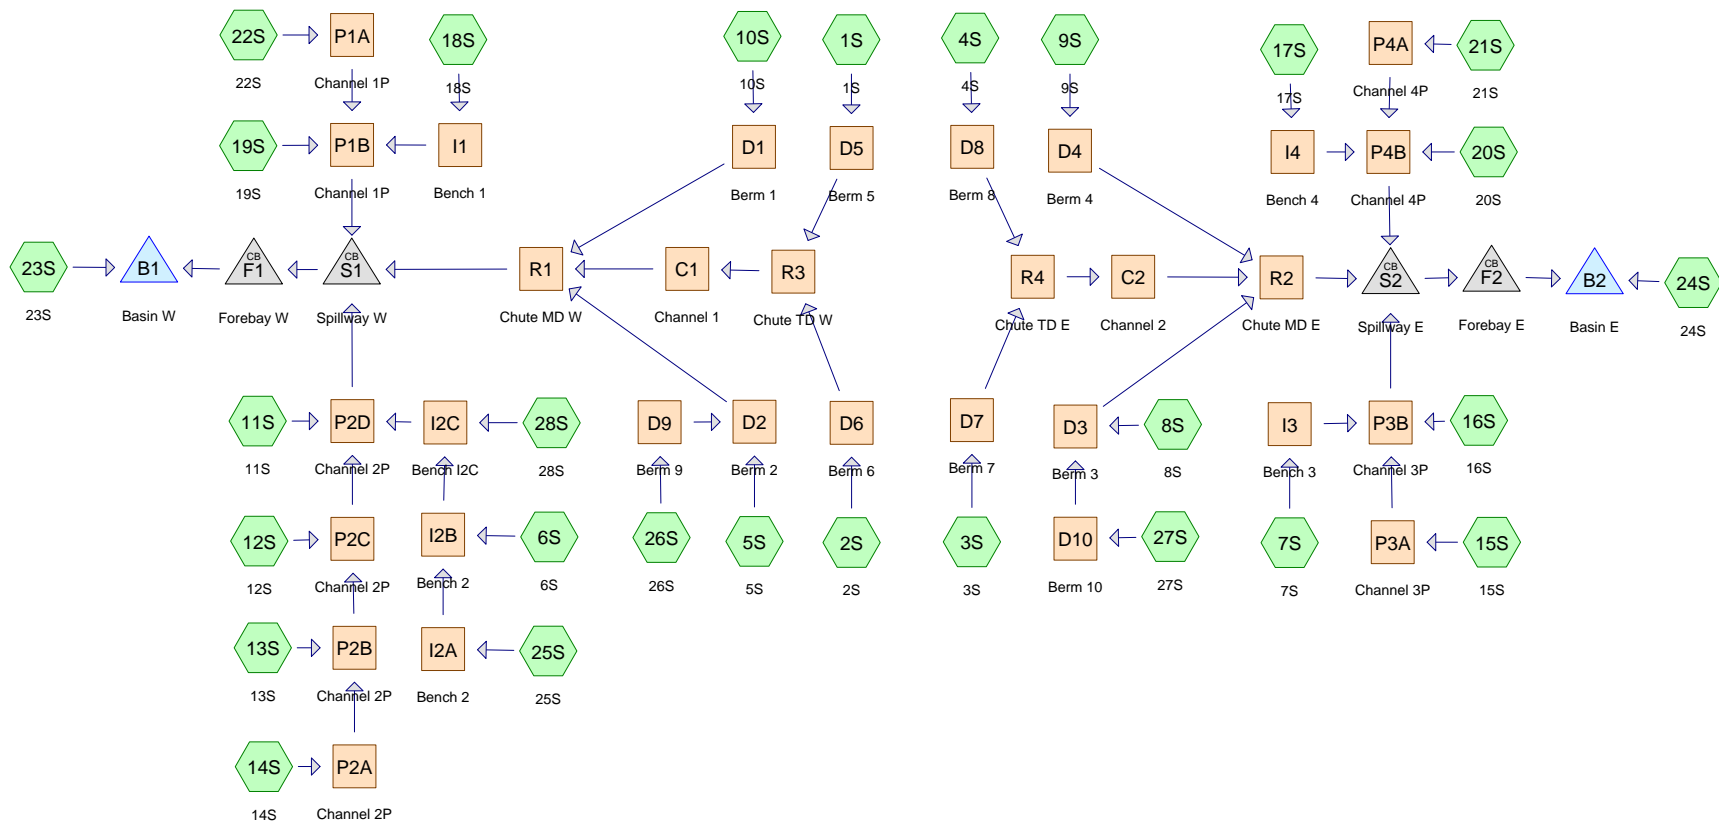 22S
P1A
18S
10S
1S
4S
9S
17S
P4A
21S
22S
Channel 1P
18S
10S
1S
4S
9S
17S
Channel 4P
21S
19S
P1B
I1
D1
D5
D8
D4
I4
P4B
20S
19S
Channel 1P
Bench 1
Berm 1
Berm 5
Berm 8
Berm 4
Bench 4
Channel 4P
20S
23S
B1
CB
F1
CB
S1
R1
C1
R3
R4
C2
R2
CB
S2
CB
F2
B2
24S
23S
Basin W
Forebay W
Spillway W
Chute MD W
Channel 1
Chute TD W
Chute TD E
Channel 2
Chute MD E
Spillway E
Forebay E
Basin E
24S
11S
P2D
I2C
28S
D9
D2
D6
D7
D3
8S
I3
P3B
16S
11S
Channel 2P
Bench I2C
28S
Berm 9
Berm 2
Berm 6
Berm 7
Berm 3
8S
Bench 3
Channel 3P
16S
12S
P2C
I2B
6S
26S
5S
2S
3S
D10
27S
7S
P3A
15S
12S
Channel 2P
Bench 2
6S
26S
5S
2S
3S
Berm 10
27S
7S
Channel 3P
15S
13S
P2B
I2A
25S
13S
Channel 2P
Bench 2
25S
14S
P2A
14S
Channel 2P